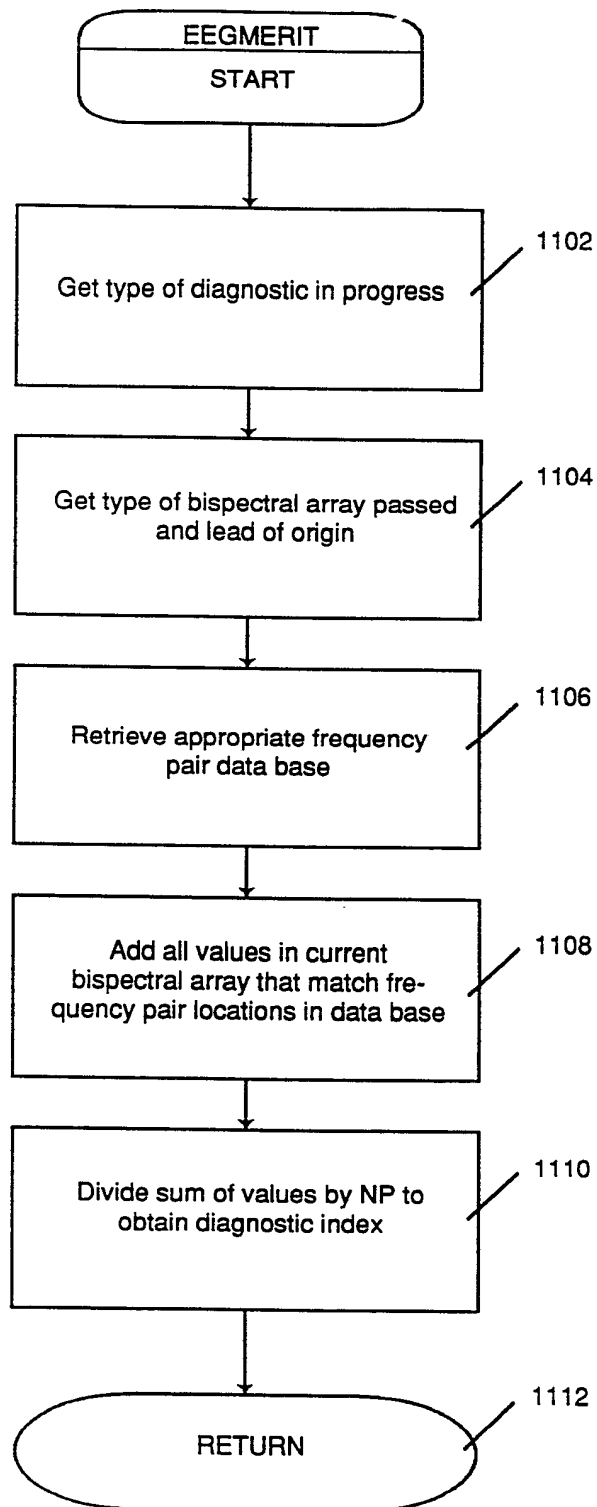 EEGMERIT
START
1102
Get type of diagnostic in progress
1104
Get type of bispectral array passed
and lead of origin
1106
Retrieve appropriate frequency
pair data base
1108
Add all values in current
bispectral array that match fre-
quency pair locations in data base
1110
Divide sum of values by NP to
obtain diagnostic index
1112
RETURN